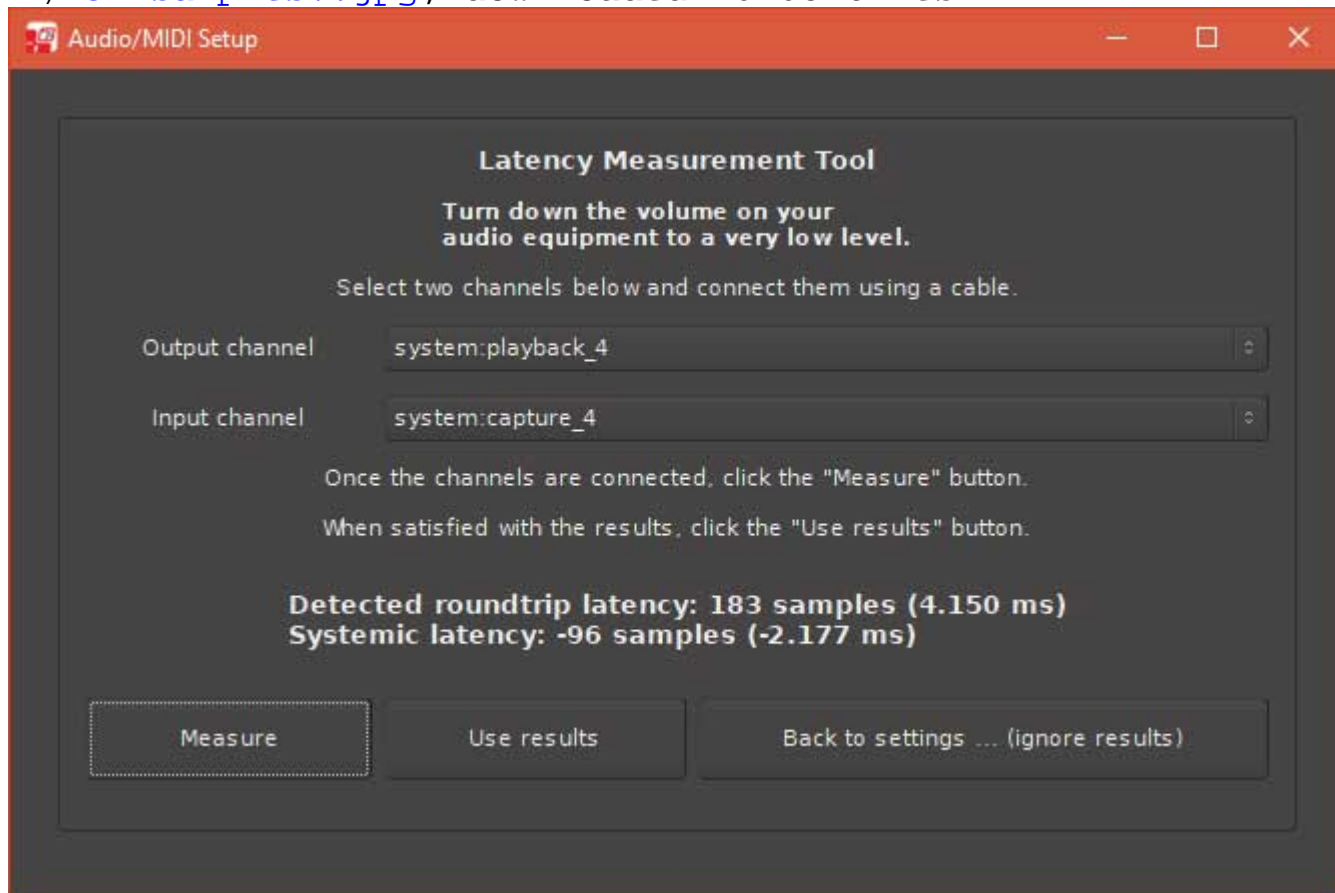 Audio/MIDI Setup
Latency Measurement Tool
Turn down the volume on your
audio equipment to a very low level.
Select two channels below and connect them using a cable.
Output channel system:playback_4
Input channel system:capture_4
Once the channels are connected, click the "Measure" button.
When satisfied with the results, click the "Use results" button.
Detected roundtrip latency: 183 samples (4.150 ms)
Systemic latency: -96 samples (-2.177 ms)
Measure Use results Back to settings ... (ignore results)